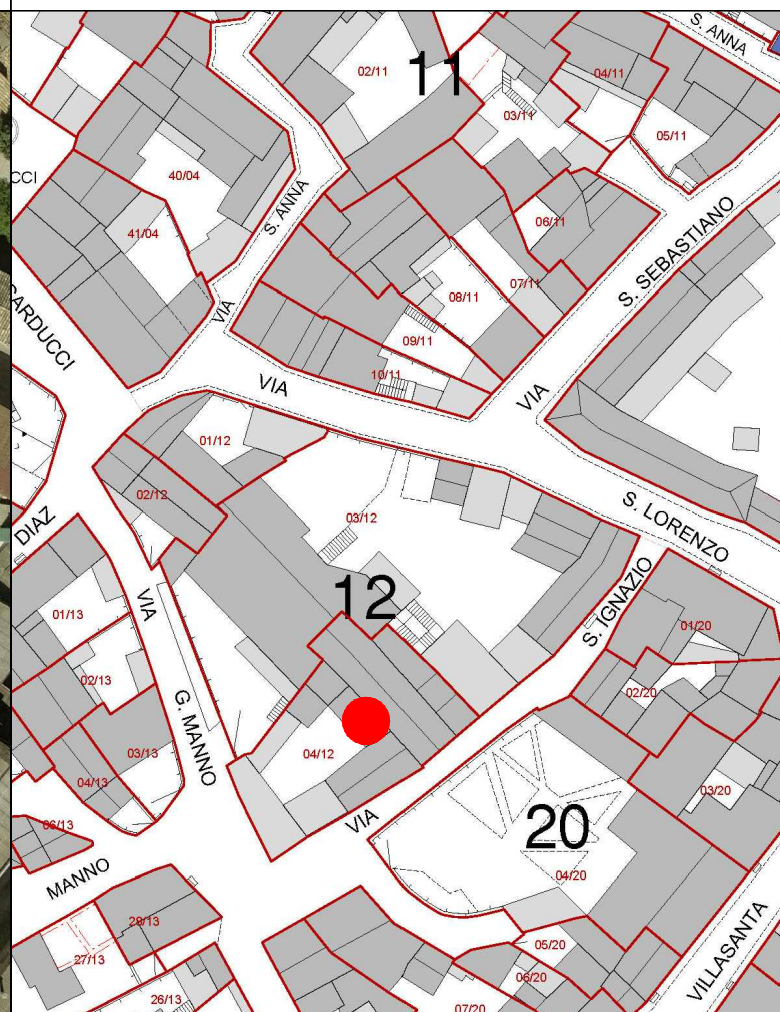 S. ANNA
11
02/11
04/11
03/11
05/11
CCI
40/04
41/04
S. ANNA
VIA
06/11
S. SEBASTIANO
VIA
08/11
07/11
09/11
10/11
CARDUCCI
VIA
01/12
02/12
03/12
S. LORENZO
DIAZ
VIA
12
S. IGNAZIO
01/13
01/20
02/13
02/20
G. MANNO
03/13
04/12
04/13
03/20
VIA
20
06/13
04/20
MANNO
28/13
27/13
05/20
06/20
VILLASANTA
26/13
07/20